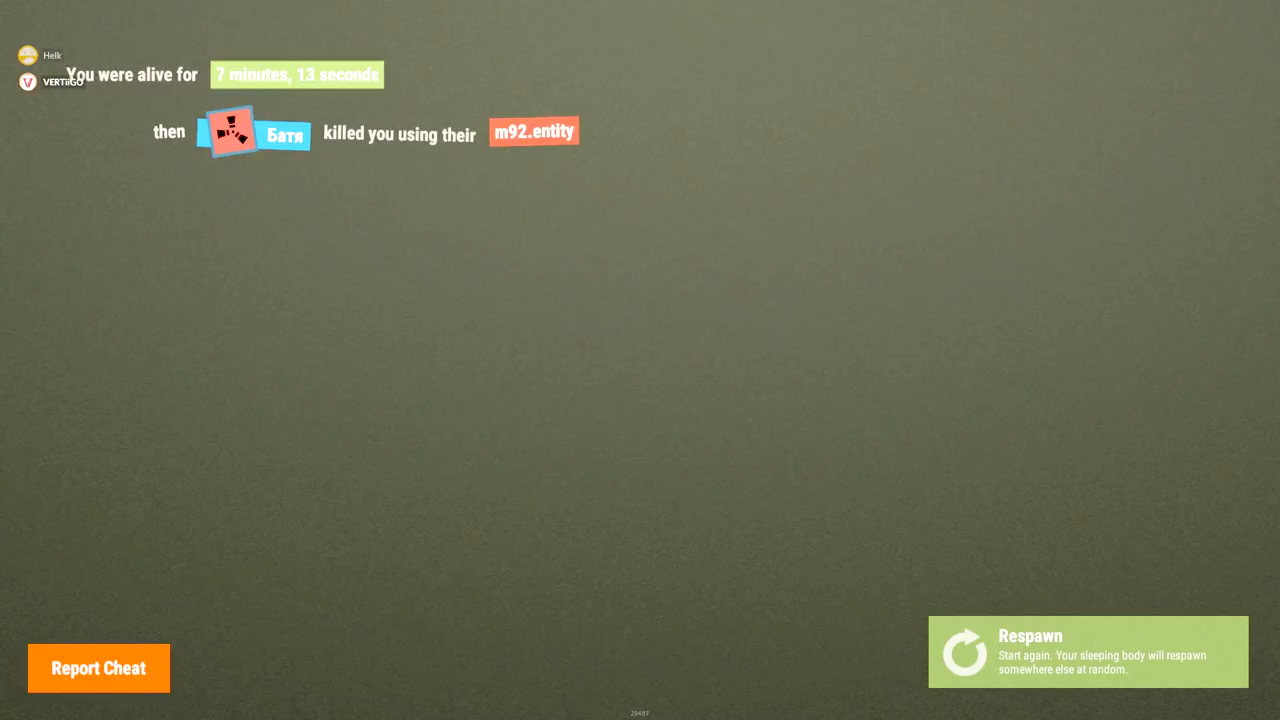 Helk
You were alive for 7 minutes, 13 seconds
VERTiiGO
then Батя killed you using their m92.entity
Report Cheat
Respawn
Start again. Your sleeping body will respawn
somewhere else at random.